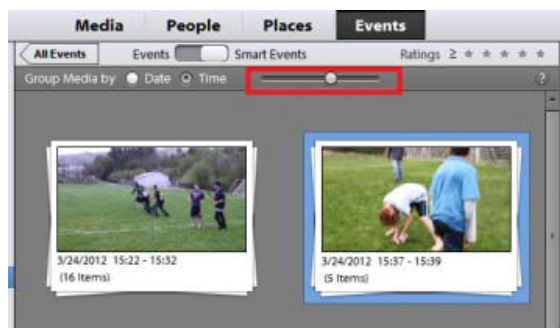 Media People Places Events
All Events Events Smart Events Ratings ≥
Group Media by Date Time ?
3/24/2012 15:22 - 15:32
(16 Items)
3/24/2012 15:37 - 15:39
(5 Items)